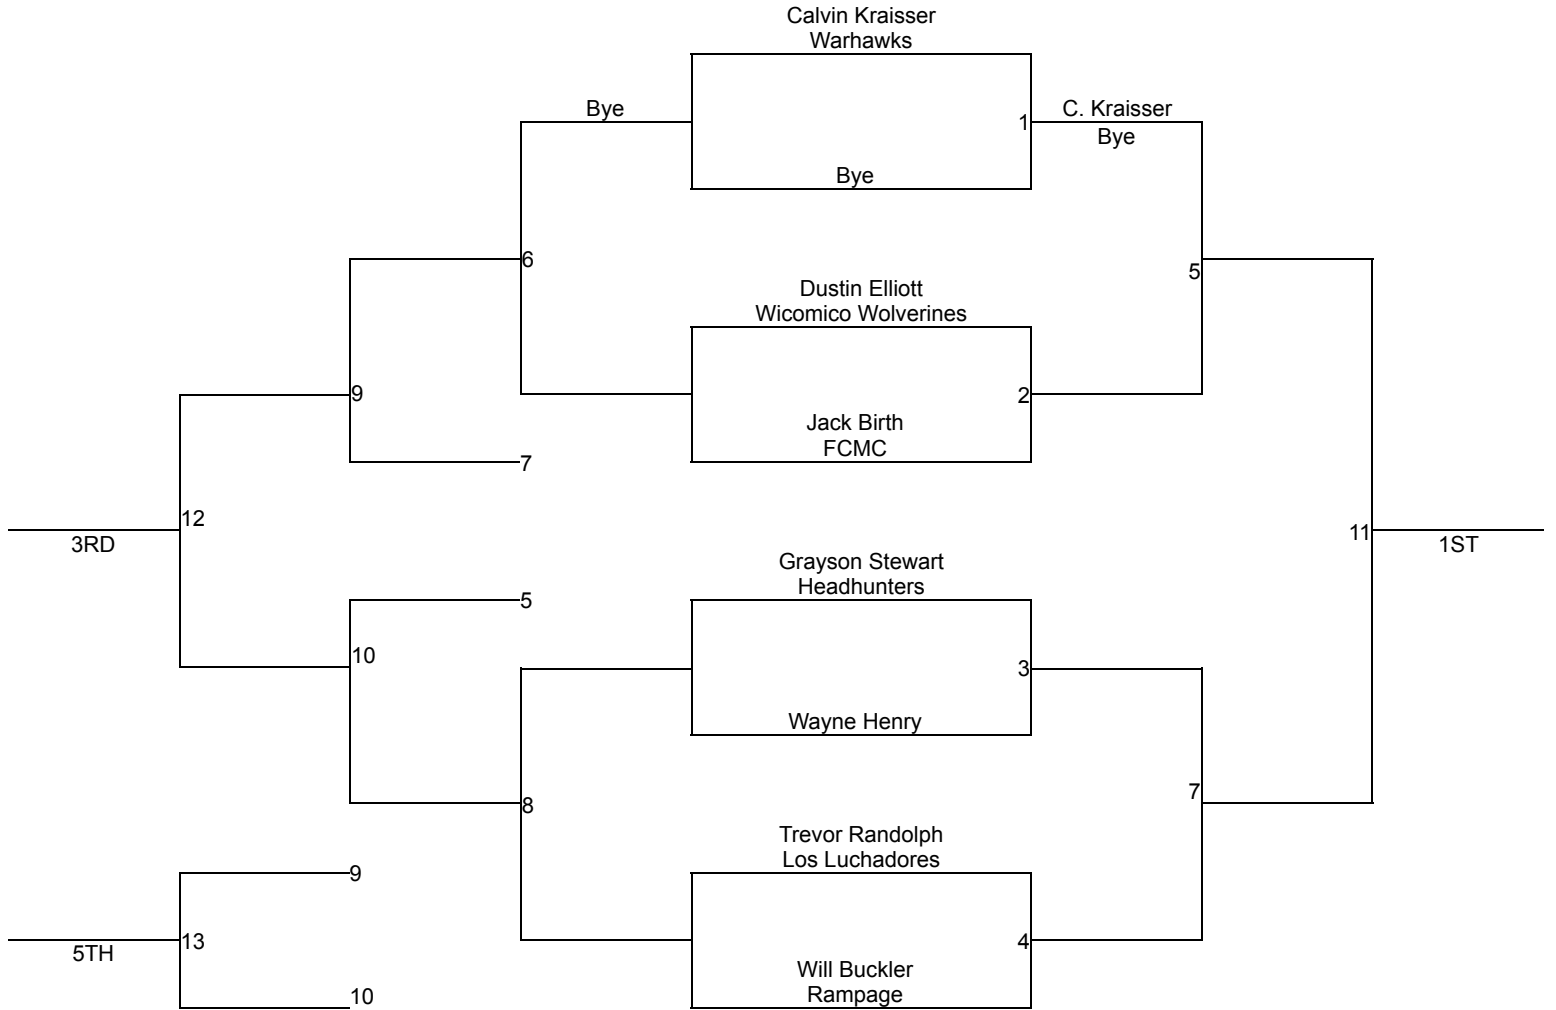 Calvin Kraisser
Warhawks
Bye
1
C. Kraisser
Bye
Bye
6
5
Dustin Elliott
Wicomico Wolverines
9
2
Jack Birth
FCMC
7
12
3RD
11
1ST
Grayson Stewart
Headhunters
5
10
3
Wayne Henry
8
7
Trevor Randolph
Los Luchadores
9
13
5TH
4
Will Buckler
Rampage
10